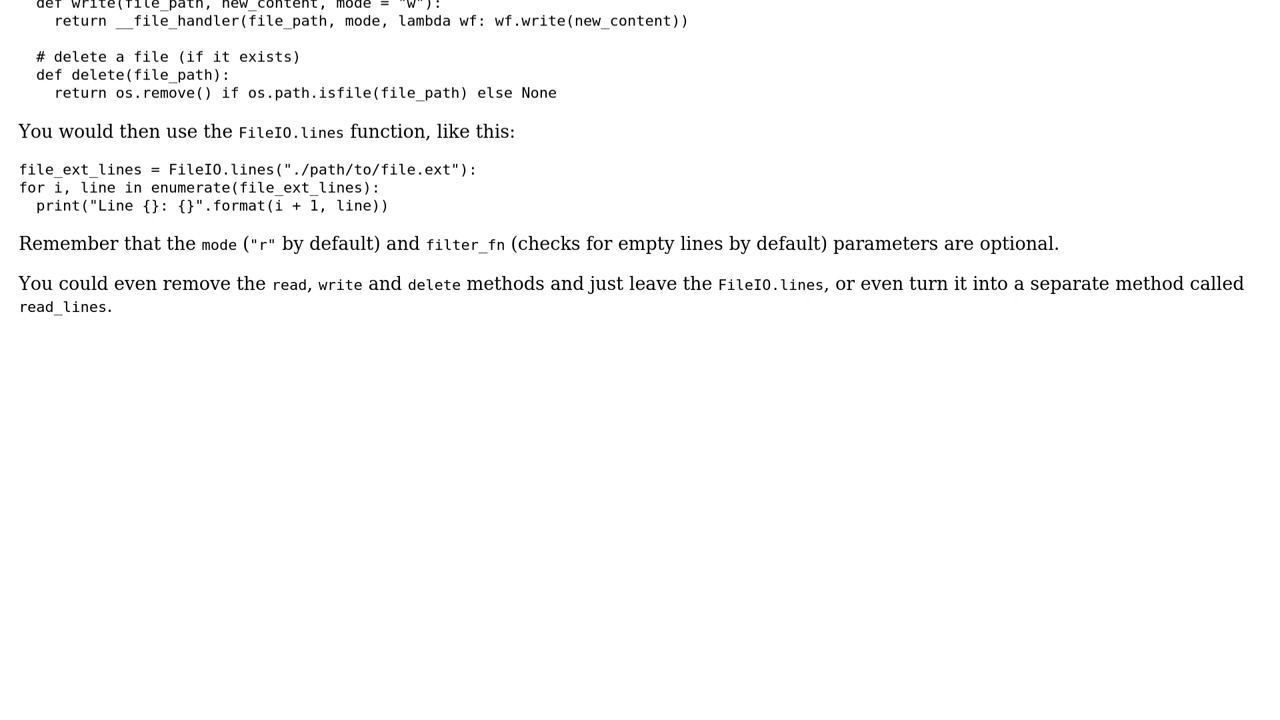 def write(file_path, new_content, mode = "w"):
return __file_handler(file_path, mode, lambda wf: wf.write(new_content))
# delete a file (if it exists)
def delete(file_path):
return os.remove() if os.path.isfile(file_path) else None
You would then use the FileIO.lines function, like this:
file_ext_lines = FileIO.lines("./path/to/file.ext"):
for i, line in enumerate(file_ext_lines):
print("Line {}: {}".format(i + 1, line))
Remember that the mode ("r" by default) and filter_fn (checks for empty lines by default) parameters are optional.
You could even remove the read, write and delete methods and just leave the FileIO.lines, or even turn it into a separate method called
read_lines.